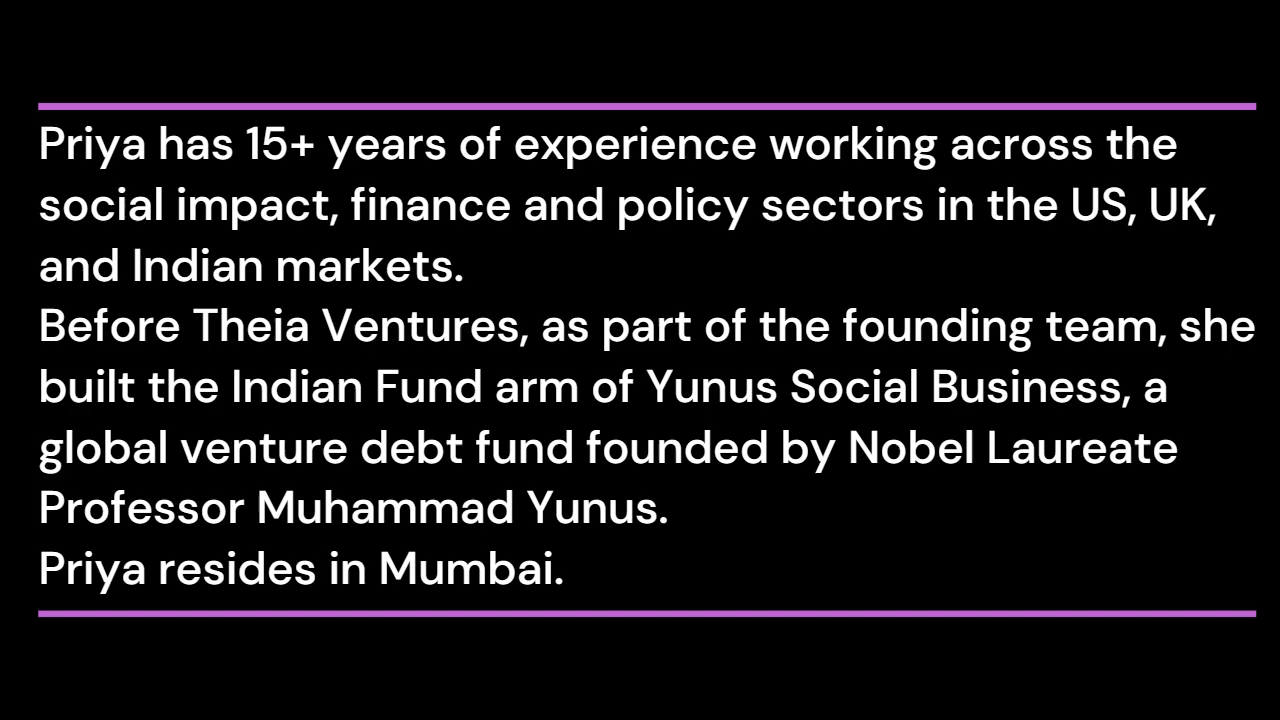 Priya has 15+ years of experience working across the
social impact, finance and policy sectors in the US, UK,
and Indian markets.
Before Theia Ventures, as part of the founding team, she
built the Indian Fund arm of Yunus Social Business, a
global venture debt fund founded by Nobel Laureate
Professor Muhammad Yunus.
Priya resides in Mumbai.